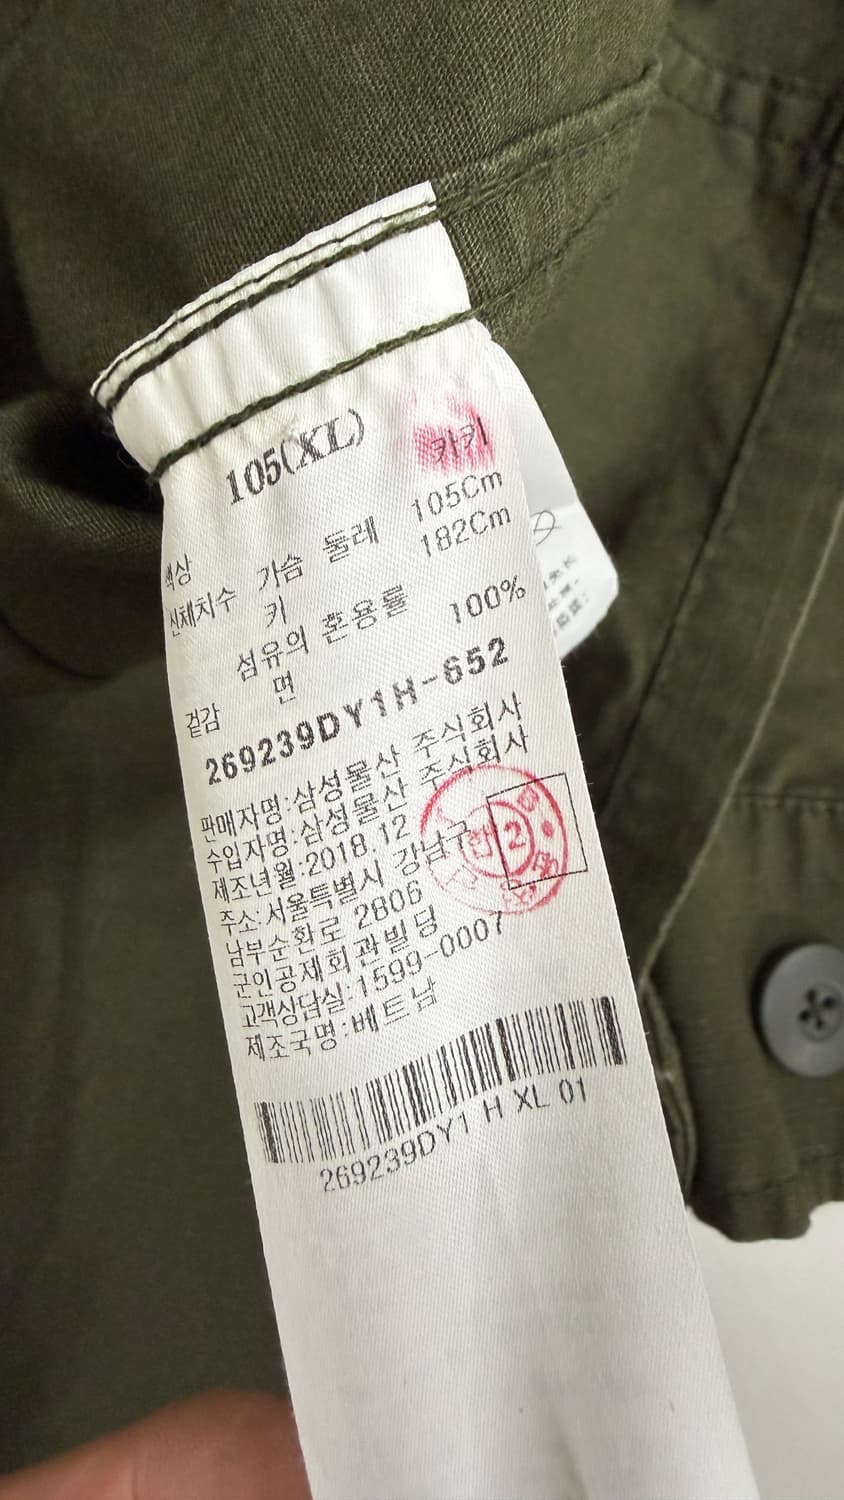 105(XL)
색상 카키
신체치수 가슴 둘레 105Cm
키 182Cm
섬유의 혼용률
겉감 면 100%
269239DY1H-652
판매자명:삼성물산 주식회사
수입자명:삼성물산 주식회사
제조년월:2018.12
주소:서울특별시 강남구
남부순환로 2806
군인공제회관빌딩
고객상담실:1599-0007
제조국명:베트남
269239DY1 H XL 01
2